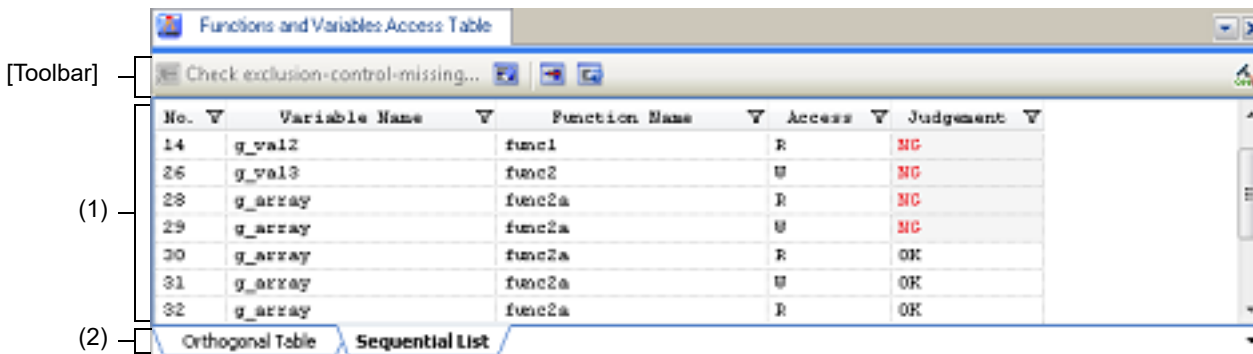 Functions and Variables Access Table
[Toolbar]
Check exclusion-control-missing...
No. Variable Name Function Name Access Judgement
14 g_val2 func1 R NG
26 g_val3 func2 W NG
28 g_array func2a R NG
(1)
29 g_array func2a W NG
30 g_array func2a R OK
31 g_array func2a W OK
32 g_array func2a R OK
(2)
Orthogonal Table Sequential List